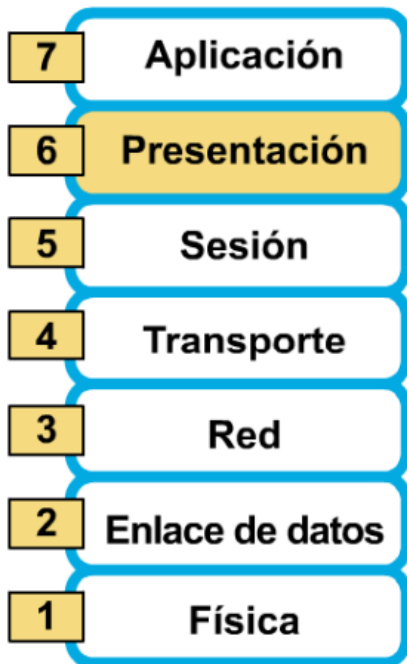 7 Aplicación
6 Presentación
5 Sesión
4 Transporte
3 Red
2 Enlace de datos
1 Física